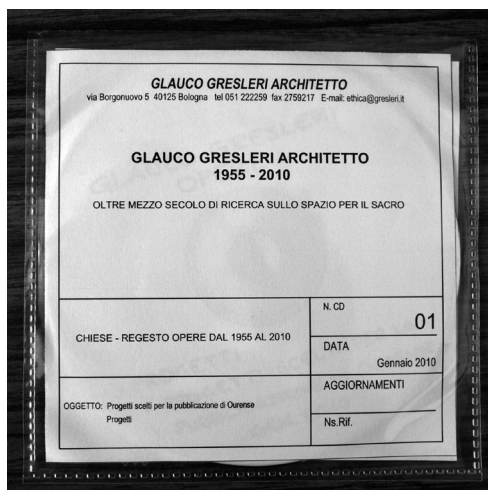 GLAUCO GRESLERI ARCHITETTO
via Borgonuovo 5 40125 Bologna tel 051 222259 fax 2759217 E-mail: ethica@gresleri.it
GLAUCO GRESLERI ARCHITETTO
1955 - 2010
OLTRE MEZZO SECOLO DI RICERCA SULLO SPAZIO PER IL SACRO
CHIESE - REGESTO OPERE DAL 1955 AL 2010
N. CD
01
DATA
Gennaio 2010
OGGETTO: Progetti scelti per la pubblicazione di Ourense
Progetti
AGGIORNAMENTI
Ns.Rif.